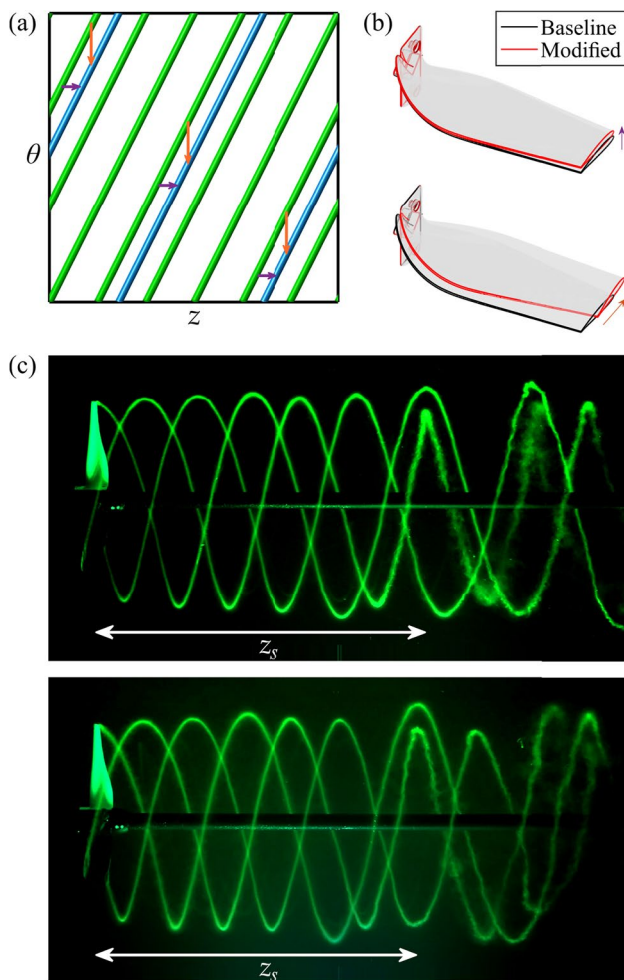 (a)
θ
z
(b)
Baseline
Modified
(c)
z_s
z_s